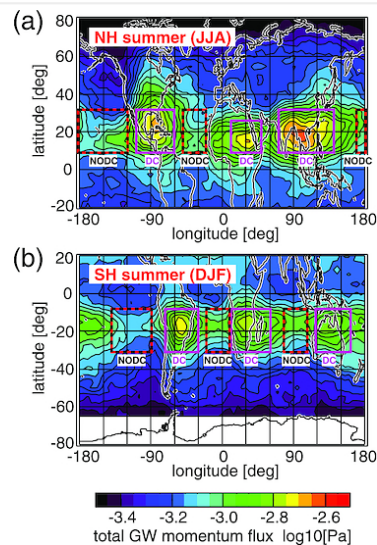 (a)
NH summer (JJA)
80
60
40
20
0
-20
latitude [deg]
NODC
DC
NODC
DC
DC
NODC
-180
-90
0
90
180
longitude [deg]
(b)
SH summer (DJF)
20
0
-20
-40
-60
-80
latitude [deg]
NODC
DC
NODC
DC
NODC
DC
-180
-90
0
90
180
longitude [deg]
-3.4
-3.2
-3.0
-2.8
-2.6
total GW momentum flux log10[Pa]